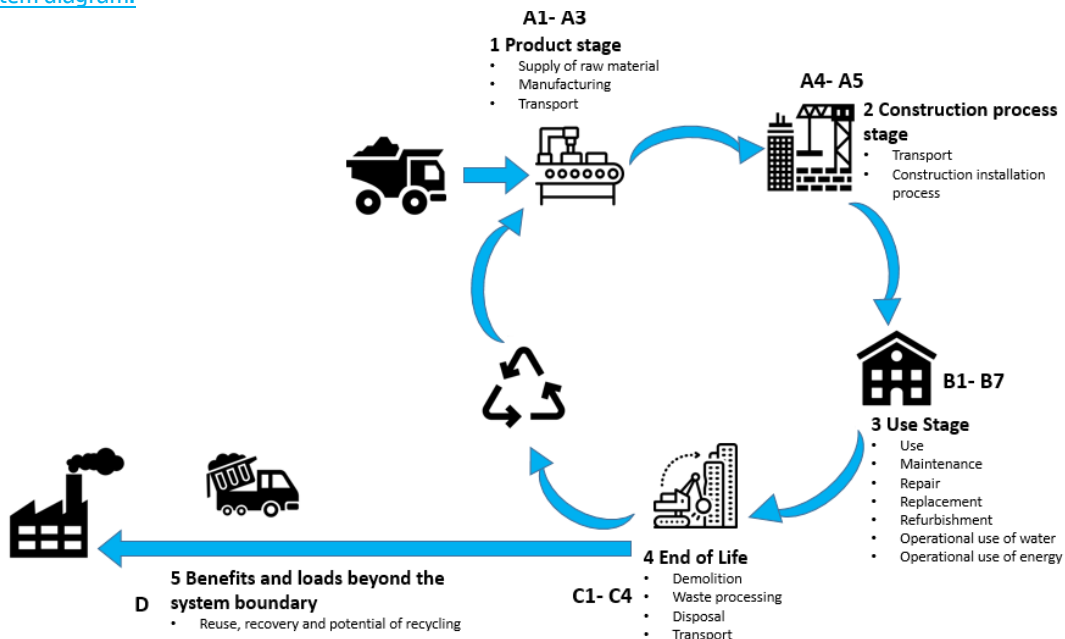 tem diagram.
A1- A3
1 Product stage
• Supply of raw material
• Manufacturing
• Transport
A4- A5
2 Construction process
stage
• Transport
• Construction installation
process
B1- B7
3 Use Stage
• Use
• Maintenance
• Repair
• Replacement
• Refurbishment
• Operational use of water
• Operational use of energy
4 End of Life
C1- C4
• Demolition
• Waste processing
• Disposal
• Transport
5 Benefits and loads beyond the
D system boundary
• Reuse, recovery and potential of recycling